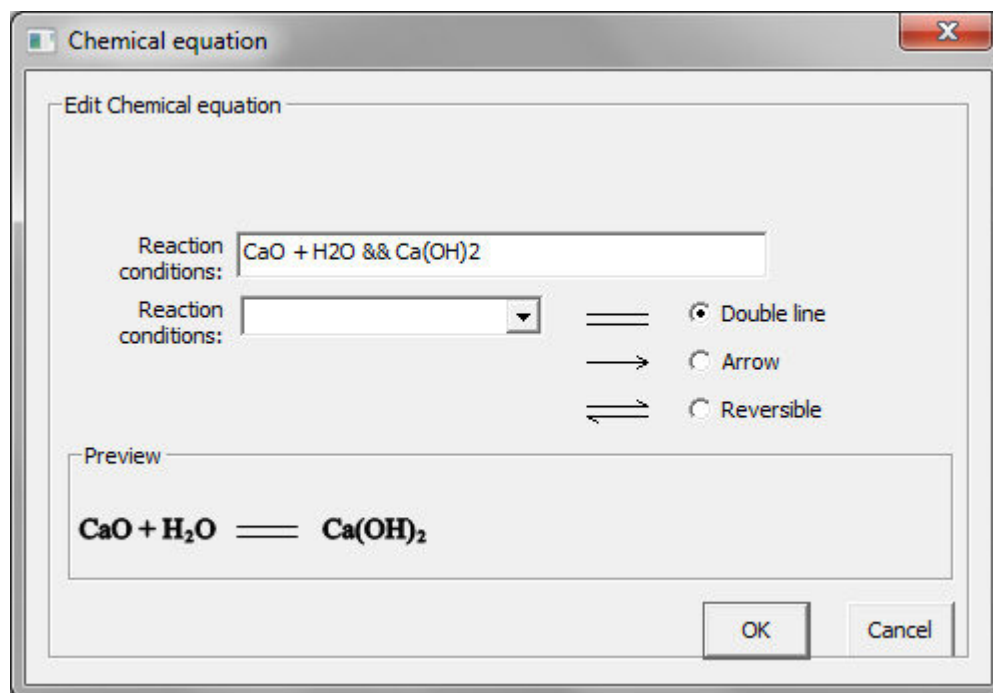 Chemical equation
Edit Chemical equation
Reaction
conditions:
CaO + H2O && Ca(OH)2
Reaction
conditions:
Double line
Arrow
Reversible
Preview
CaO + H₂O ═══ Ca(OH)₂
OK
Cancel